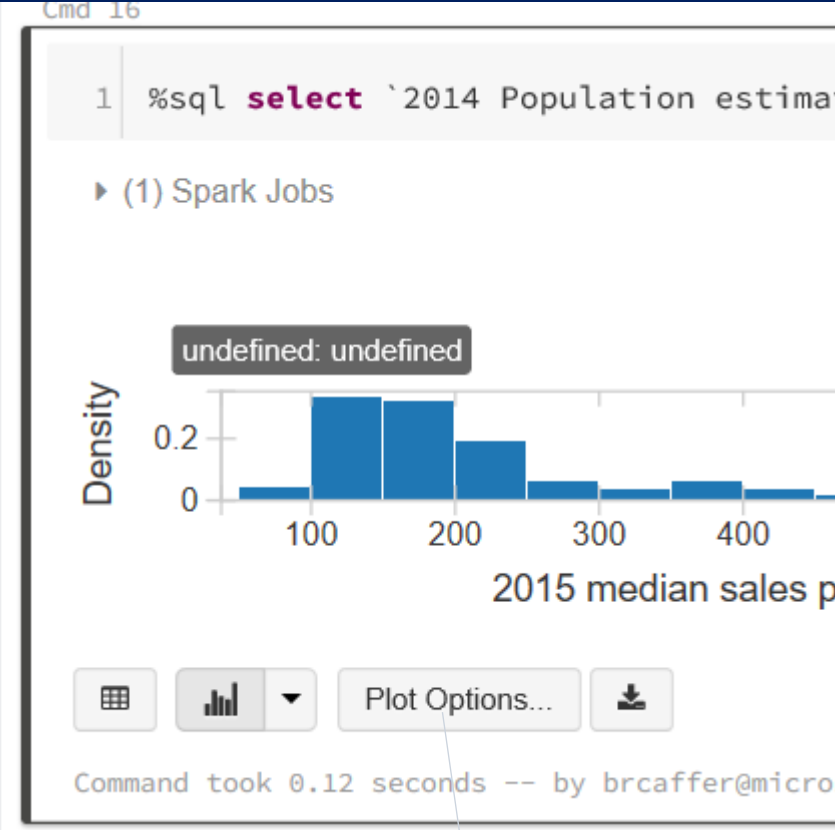 Cmd 16
1 %sql select `2014 Population estima
(1) Spark Jobs
undefined: undefined
Density
0.2
0
100 200 300 400
2015 median sales p
Plot Options...
Command took 0.12 seconds -- by brcaffer@micro